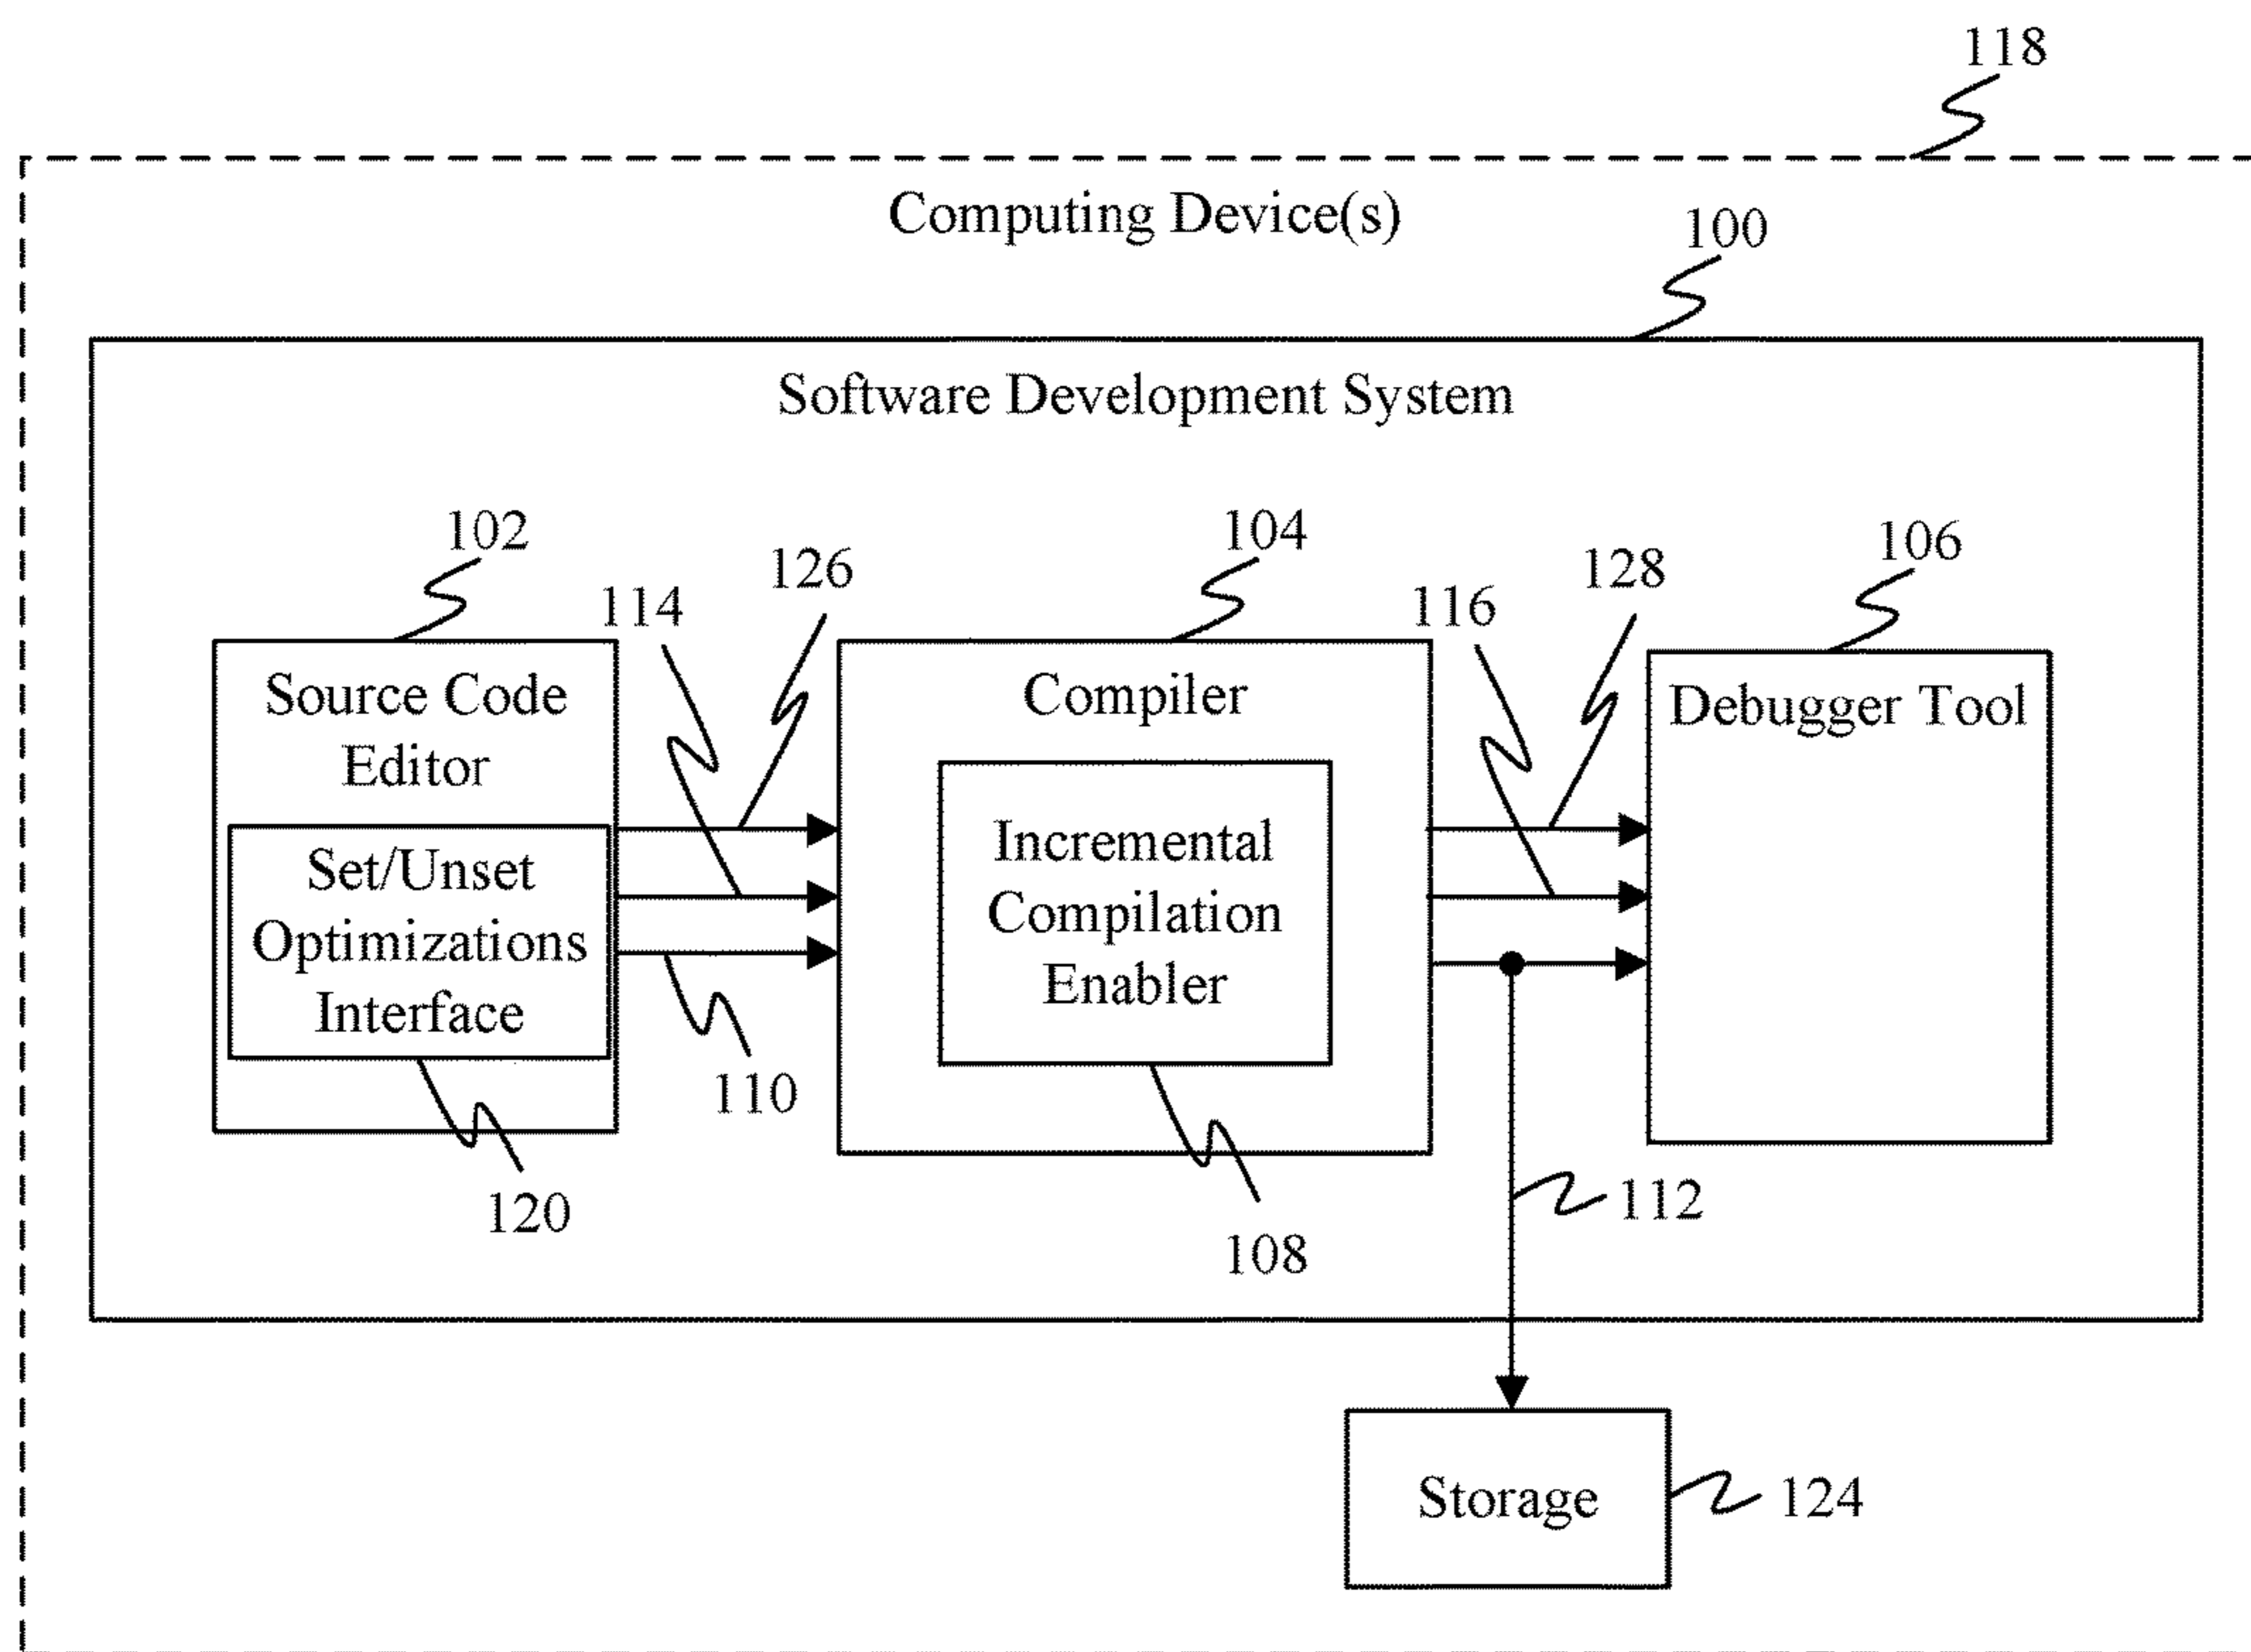 118
Computing Device(s)
100
Software Development System
102
126
114
104
128
116
106
Source Code
Editor
Set/Unset
Optimizations
Interface
Compiler
Incremental
Compilation
Enabler
Debugger Tool
110
120
108
112
Storage
124